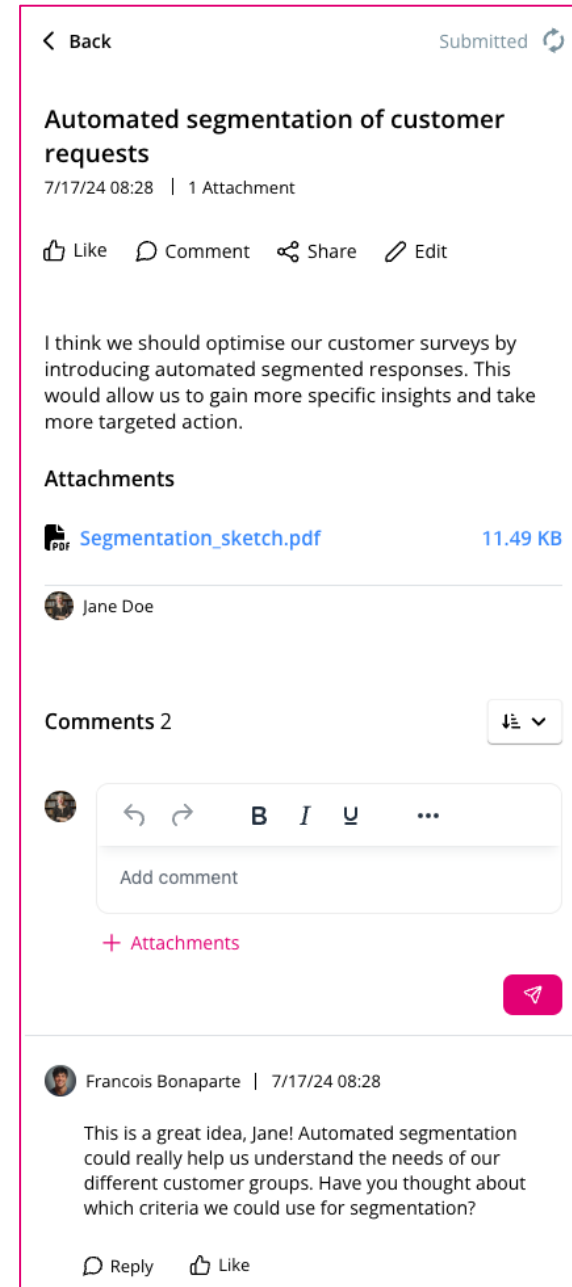 Back
Submitted
Automated segmentation of customer
requests
7/17/24 08:28 | 1 Attachment
Like Comment Share Edit
I think we should optimise our customer surveys by
introducing automated segmented responses. This
would allow us to gain more specific insights and take
more targeted action.
Attachments
PDF Segmentation_sketch.pdf 11.49 KB
Jane Doe
Comments 2
B I U ...
Add comment
+ Attachments
Francois Bonaparte | 7/17/24 08:28
This is a great idea, Jane! Automated segmentation
could really help us understand the needs of our
different customer groups. Have you thought about
which criteria we could use for segmentation?
Reply Like